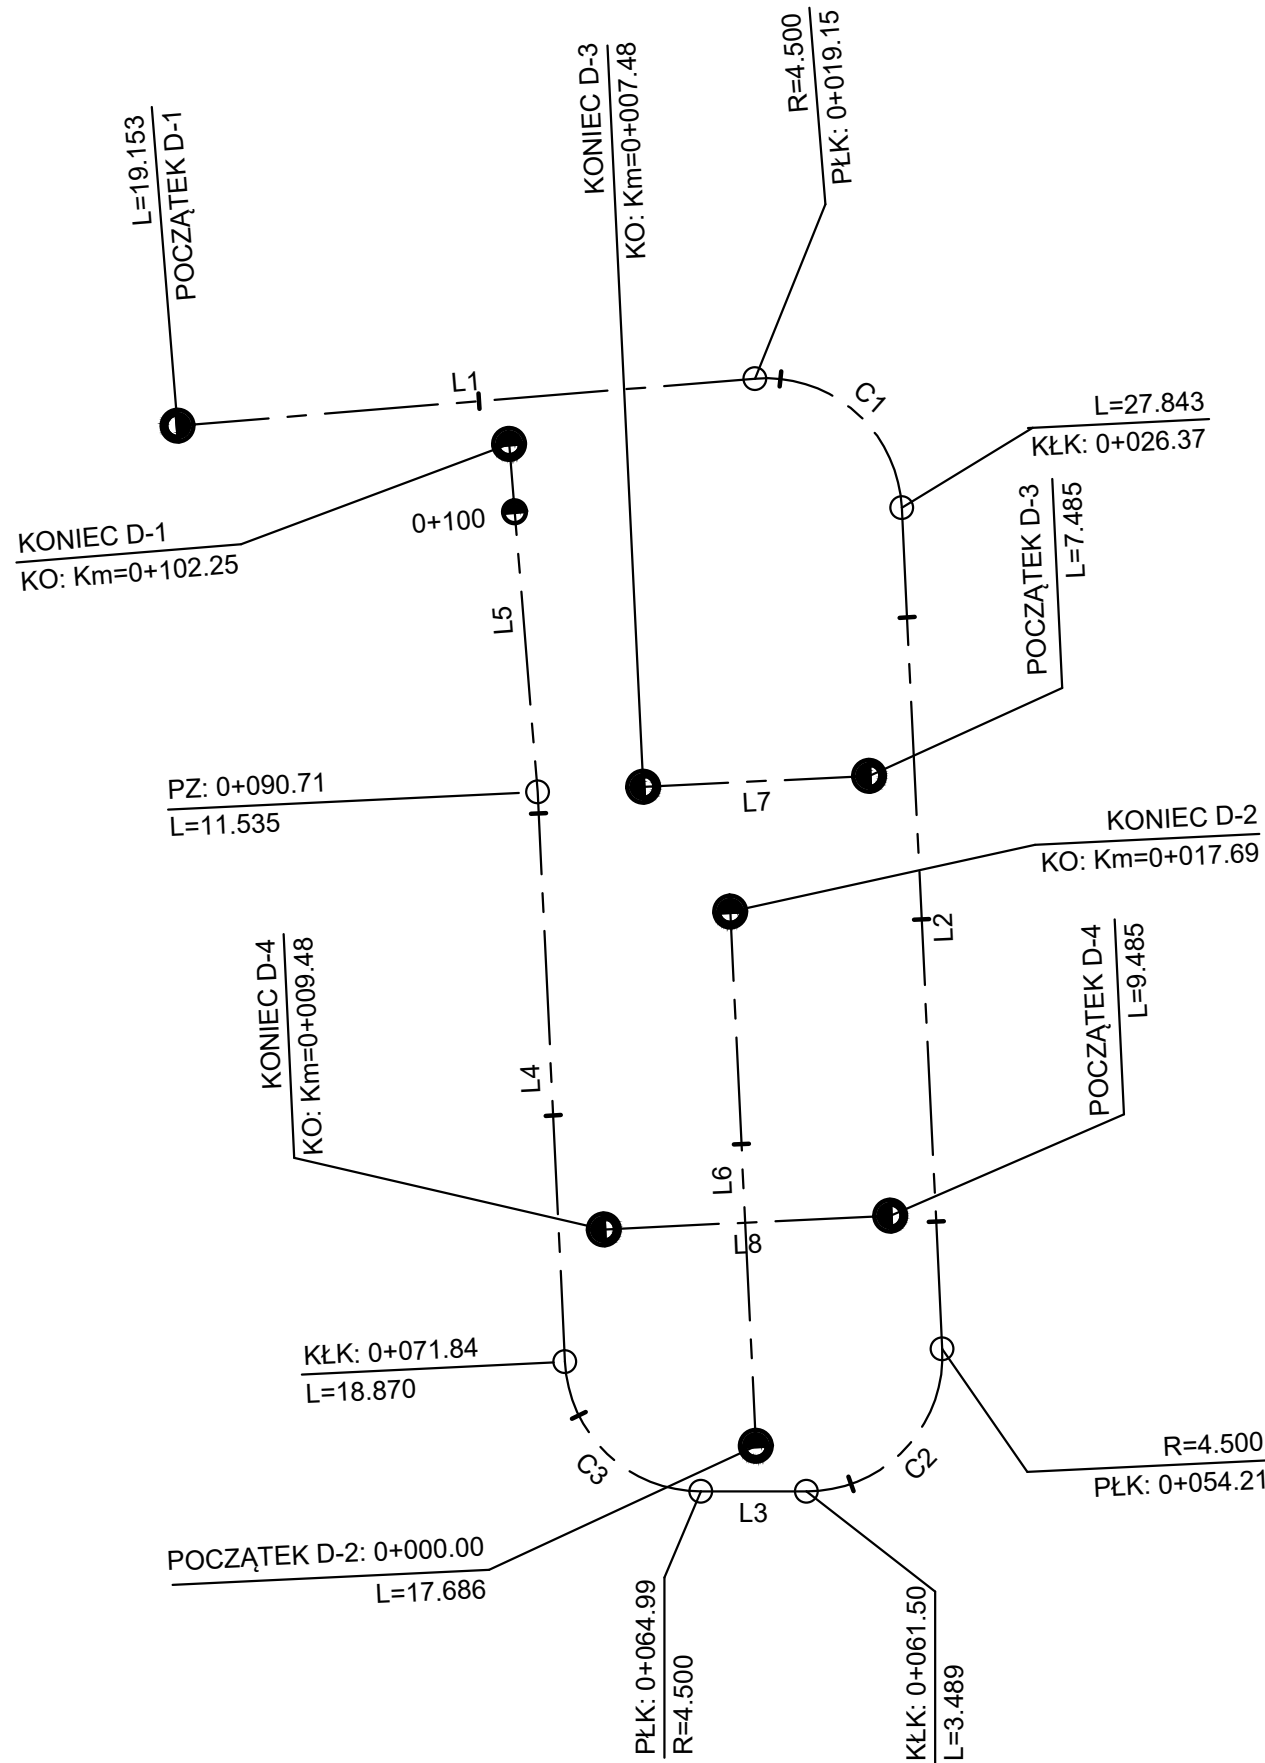 L=19.153
POCZĄTEK D-1
KONIEC D-3
KO: Km=0+007.48
R=4.500
PŁK: 0+019.15
L1
C1
L=27.843
KŁK: 0+026.37
KONIEC D-1
KO: Km=0+102.25
0+100
POCZĄTEK D-3
L=7.485
L5
PZ: 0+090.71
L=11.535
L7
KONIEC D-2
KO: Km=0+017.69
L2
KONIEC D-4
KO: Km=0+009.48
POCZĄTEK D-4
L=9.485
L4
L6
L8
KŁK: 0+071.84
L=18.870
C3
C2
R=4.500
PŁK: 0+054.21
L3
POCZĄTEK D-2: 0+000.00
L=17.686
PŁK: 0+064.99
R=4.500
KŁK: 0+061.50
L=3.489